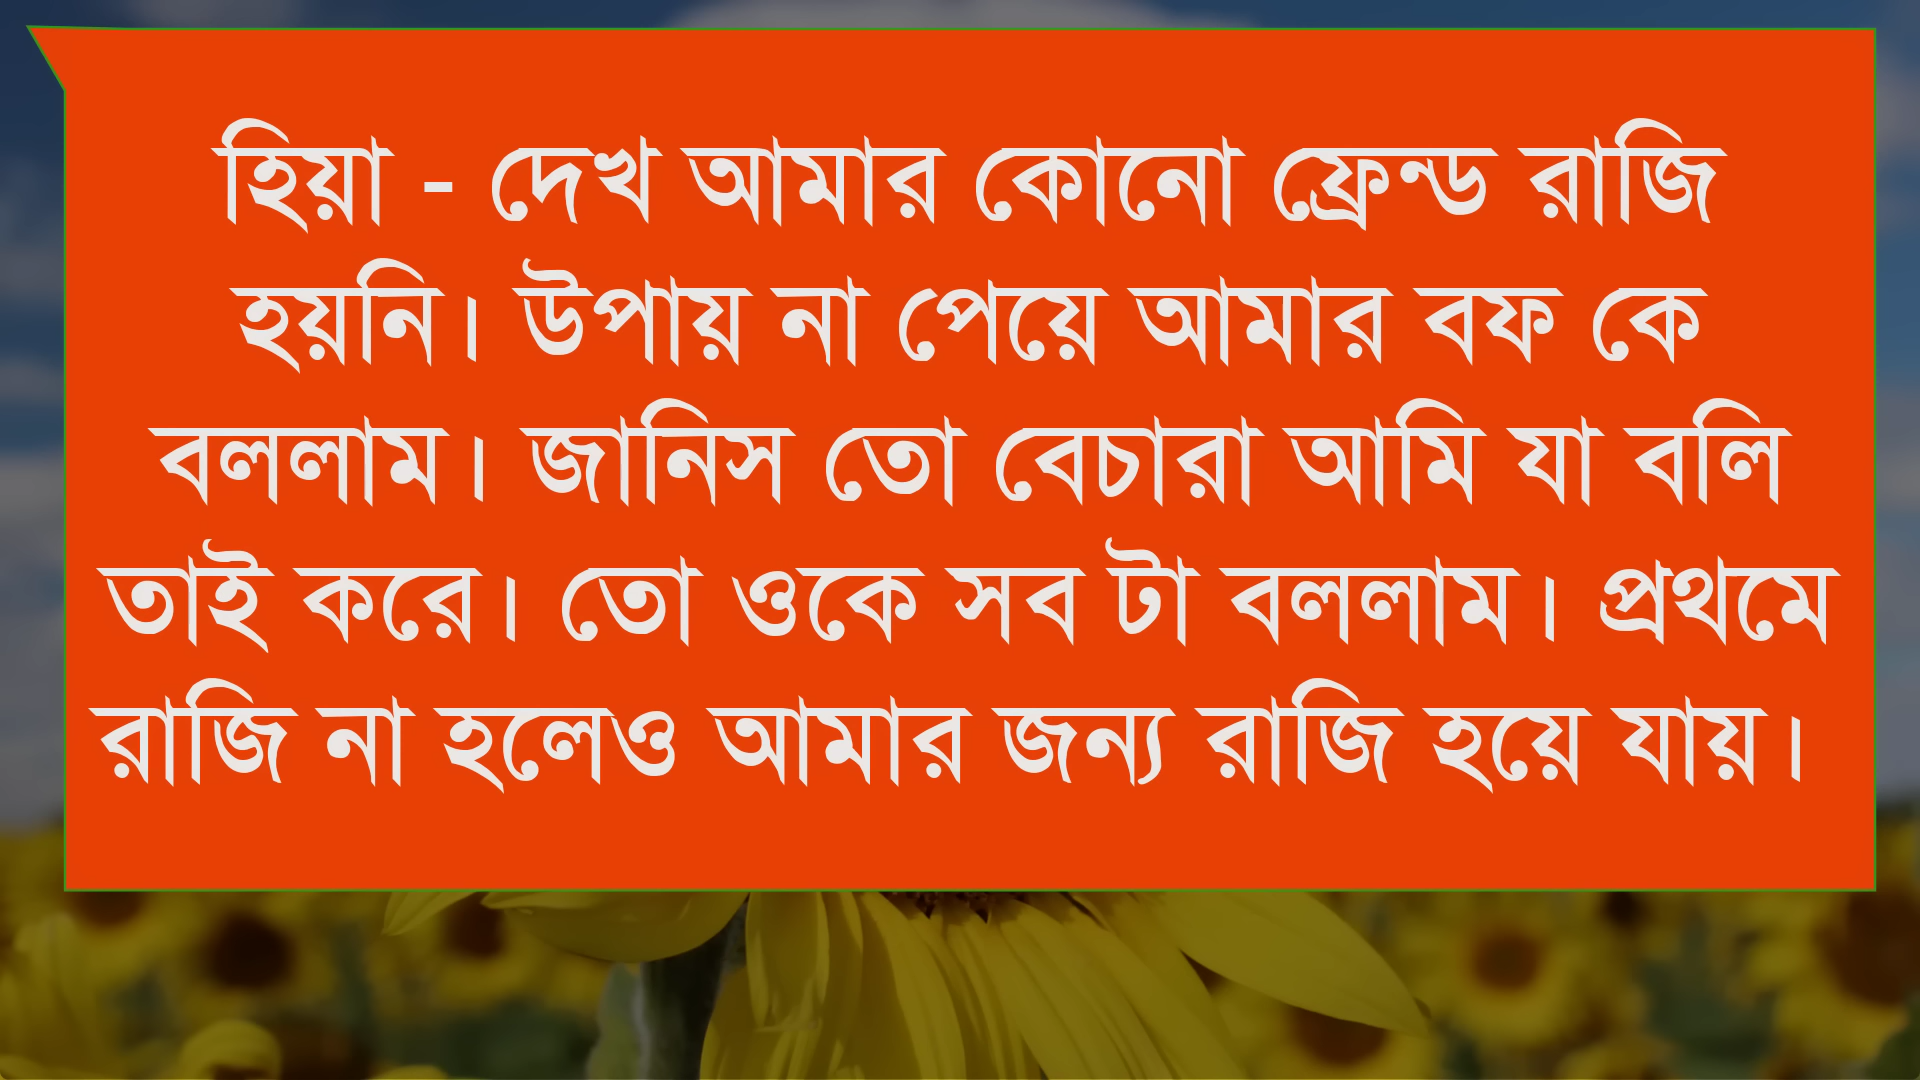 হিয়া - দেখ আমার কোনো ফ্রেন্ড রাজি
হয়নি। উপায় না পেয়ে আমার বফ কে
বললাম। জানিস তো বেচারা আমি যা বলি
তাই করে। তো ওকে সব টা বললাম। প্রথমে
রাজি না হলেও আমার জন্য রাজি হয়ে যায়।